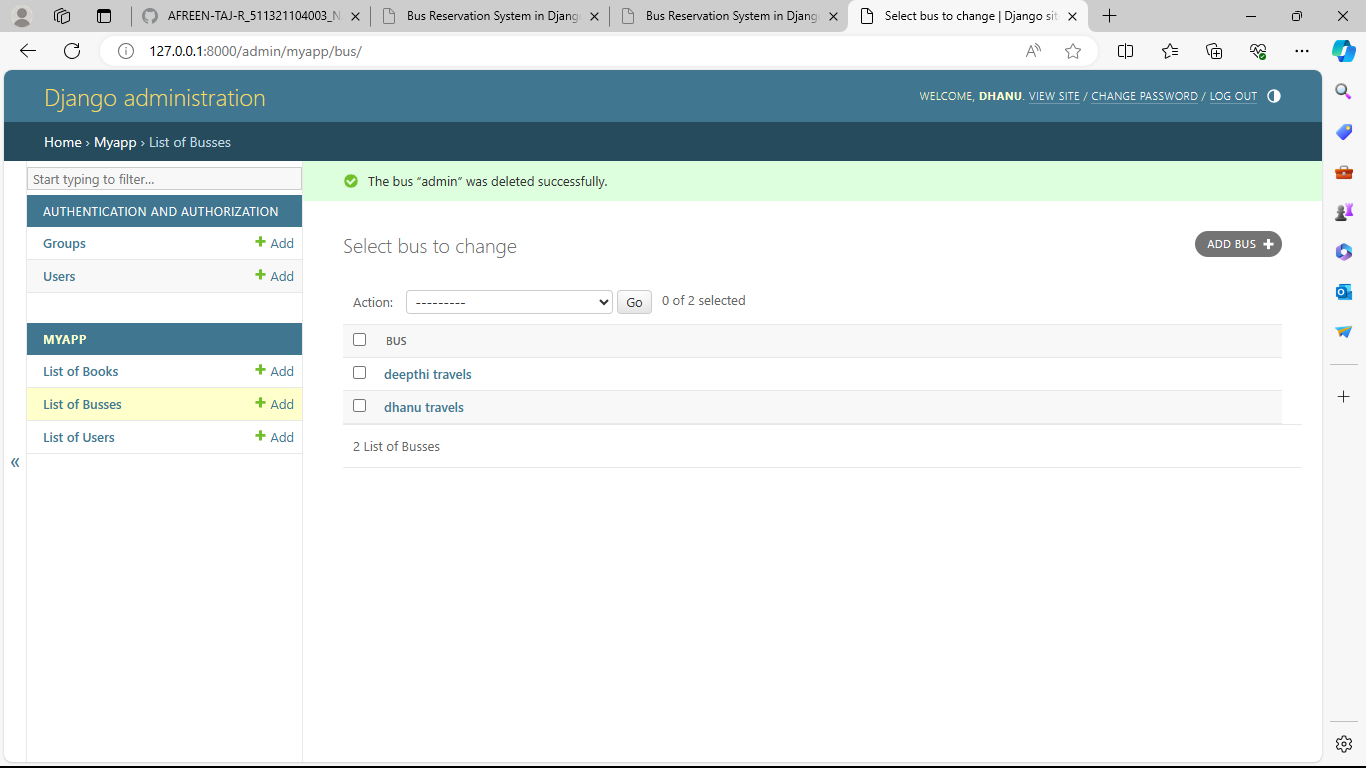 AFREEN-TAJ-R_511321104003_N
Bus Reservation System in Djang
Bus Reservation System in Djang
Select bus to change | Django sit
127.0.0.1:8000/admin/myapp/bus/
Django administration
WELCOME, DHANU. VIEW SITE / CHANGE PASSWORD / LOG OUT
Home › Myapp › List of Busses
Start typing to filter...
The bus “admin” was deleted successfully.
AUTHENTICATION AND AUTHORIZATION
Groups + Add
Users + Add
MYAPP
List of Books + Add
List of Busses + Add
List of Users + Add
«
Select bus to change
ADD BUS +
Action: --------- Go 0 of 2 selected
BUS
deepthi travels
dhanu travels
2 List of Busses